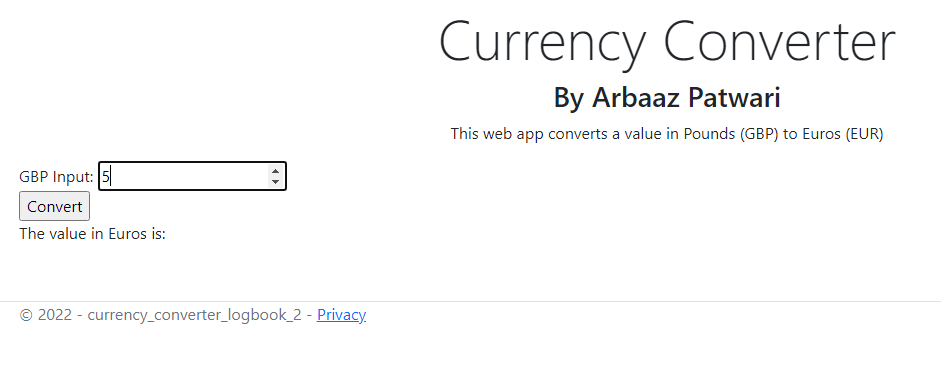 Currency Converter
By Arbaaz Patwari
This web app converts a value in Pounds (GBP) to Euros (EUR)
GBP Input: 5
Convert
The value in Euros is:
© 2022 - currency_converter_logbook_2 - Privacy